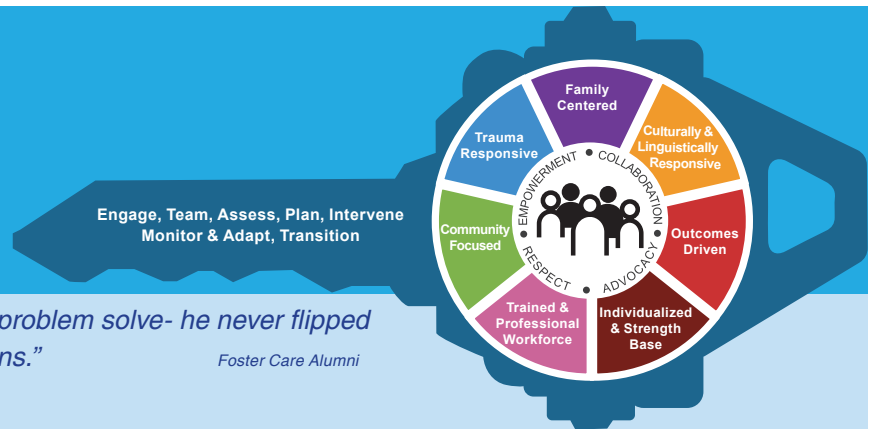 Engage, Team, Assess, Plan, Intervene
Monitor & Adapt, Transition
Family
Centered
Culturally &
Linguistically
Responsive
Outcomes
Driven
Individualized
& Strength
Base
Trained &
Professional
Workforce
Community
Focused
Trauma
Responsive
EMPOWERMENT • COLLABORATION • ADVOCACY • RESPECT •
problem solve- he never flipped
ns.”
Foster Care Alumni